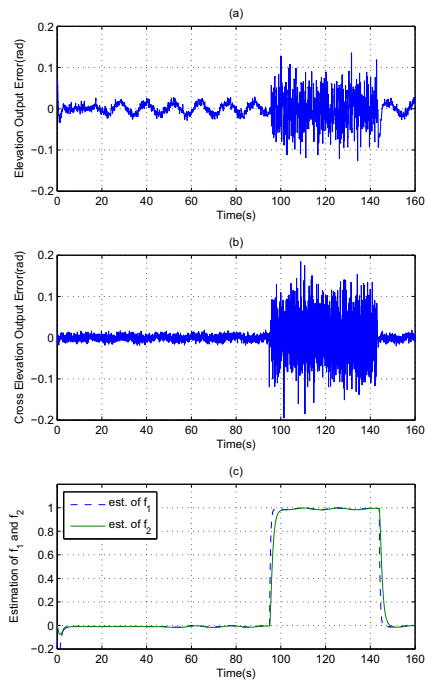 (a)
Elevation Output Error(rad)
0.2
0.1
0
−0.1
−0.2
0 20 40 60 80 100 120 140 160
Time(s)
(b)
Cross Elevation Output Error(rad)
0.2
0.1
0
−0.1
−0.2
0 20 40 60 80 100 120 140 160
Time(s)
(c)
Estimation of f1 and f2
1
0.8
0.6
0.4
0.2
0
−0.2
est. of f1
est. of f2
0 20 40 60 80 100 120 140 160
Time(s)